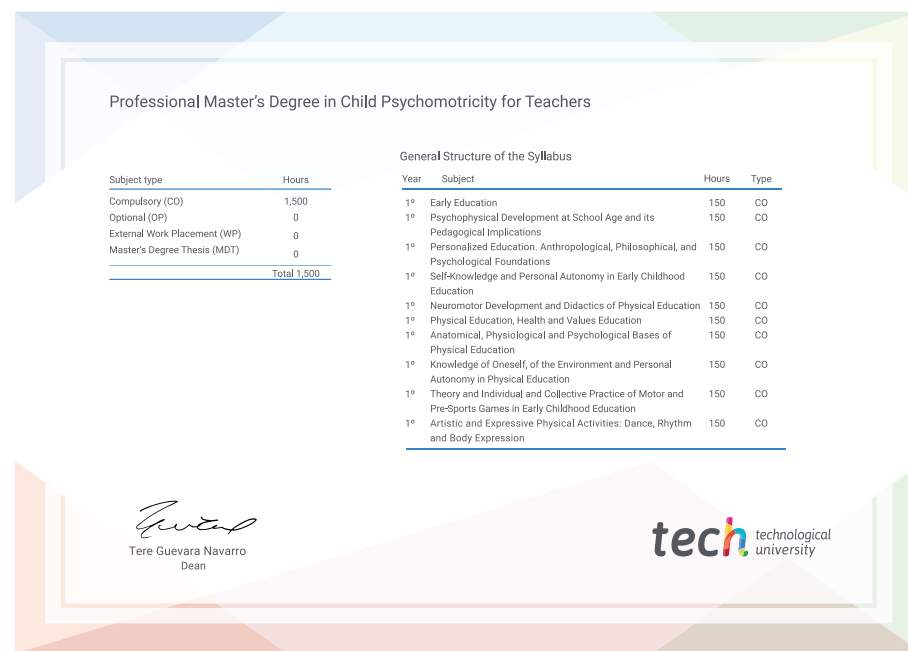 Professional Master's Degree in Child Psychomotricity for Teachers
Subject type Hours
Compulsory (CO) 1,500
Optional (OP) 0
External Work Placement (WP) 0
Master's Degree Thesis (MDT) 0
Total 1,500
General Structure of the Syllabus
Year Subject Hours Type
1º Early Education 150 CO
1º Psychophysical Development at School Age and its 150 CO
Pedagogical Implications
1º Personalized Education. Anthropological, Philosophical, and 150 CO
Psychological Foundations
1º Self-Knowledge and Personal Autonomy in Early Childhood 150 CO
Education
1º Neuromotor Development and Didactics of Physical Education 150 CO
1º Physical Education, Health and Values Education 150 CO
1º Anatomical, Physiological and Psychological Bases of 150 CO
Physical Education
1º Knowledge of Oneself, of the Environment and Personal 150 CO
Autonomy in Physical Education
1º Theory and Individual and Collective Practice of Motor and 150 CO
Pre-Sports Games in Early Childhood Education
1º Artistic and Expressive Physical Activities: Dance, Rhythm 150 CO
and Body Expression
Tere Guevara Navarro
Dean
tech technological
university